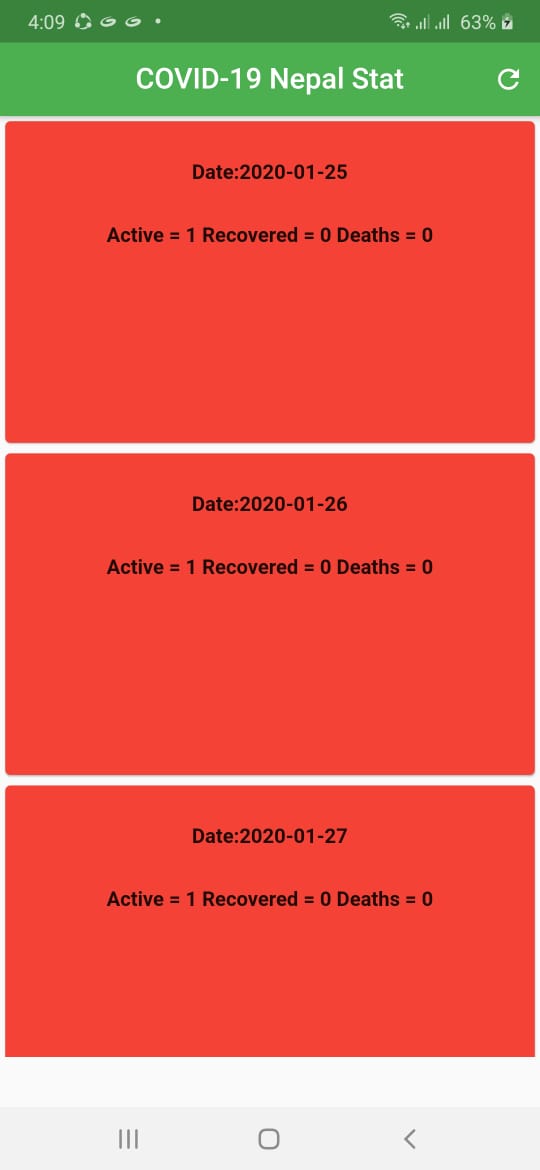 4:09 63%
COVID-19 Nepal Stat
Date:2020-01-25
Active = 1 Recovered = 0 Deaths = 0
Date:2020-01-26
Active = 1 Recovered = 0 Deaths = 0
Date:2020-01-27
Active = 1 Recovered = 0 Deaths = 0